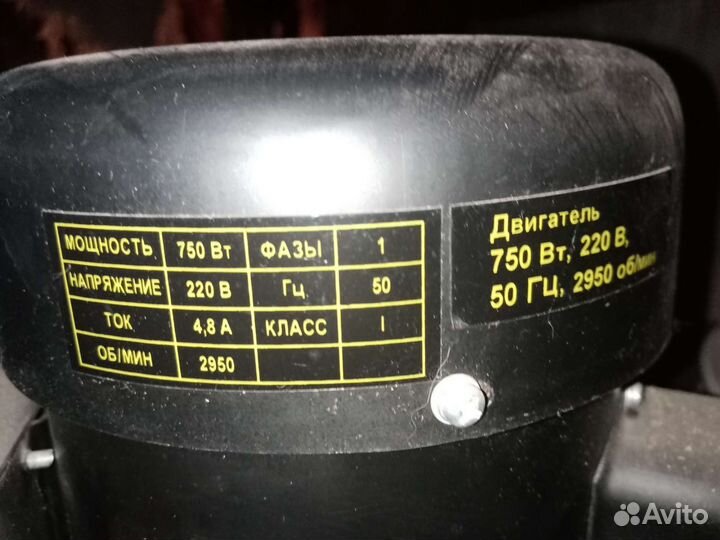 МОЩНОСТЬ 750 Вт ФАЗЫ 1
НАПРЯЖЕНИЕ 220 В Гц 50
ТОК 4,8 А КЛАСС I
ОБ/МИН 2950
Двигатель
750 Вт, 220 В,
50 Гц, 2950 об/мин
Avito